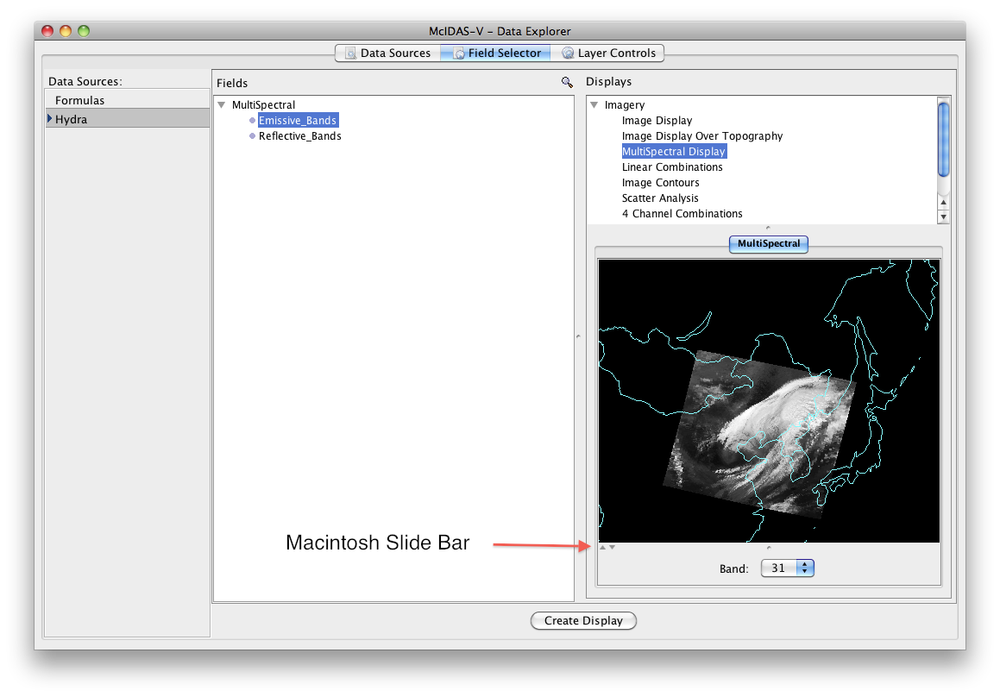 McIDAS-V - Data Explorer
Data Sources
Field Selector
Layer Controls
Data Sources:
Formulas
Hydra
Fields
MultiSpectral
Emissive_Bands
Reflective_Bands
Displays
Imagery
Image Display
Image Display Over Topography
MultiSpectral Display
Linear Combinations
Image Contours
Scatter Analysis
4 Channel Combinations
MultiSpectral
Macintosh Slide Bar
Band: 31
Create Display